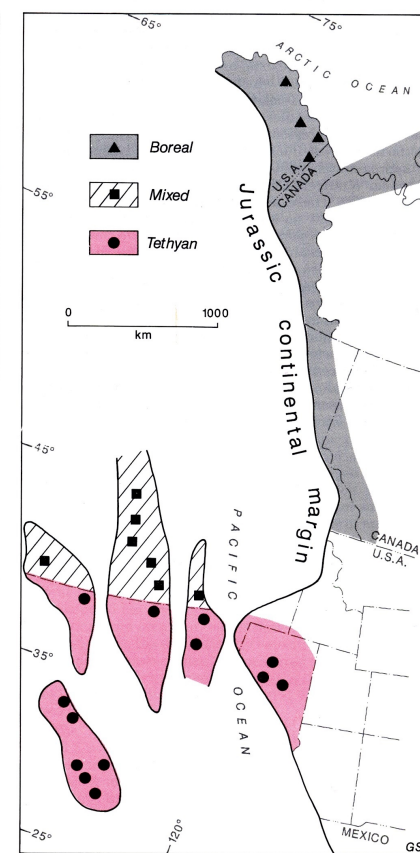 65°
75°
ARCTIC OCEAN
Boreal
U.S.A.
CANADA
Mixed
55°
Tethyan
Jurassic continental margin
0 1000
km
45°
CANADA
U.S.A.
PACIFIC OCEAN
35°
25°
120°
MEXICO
GS